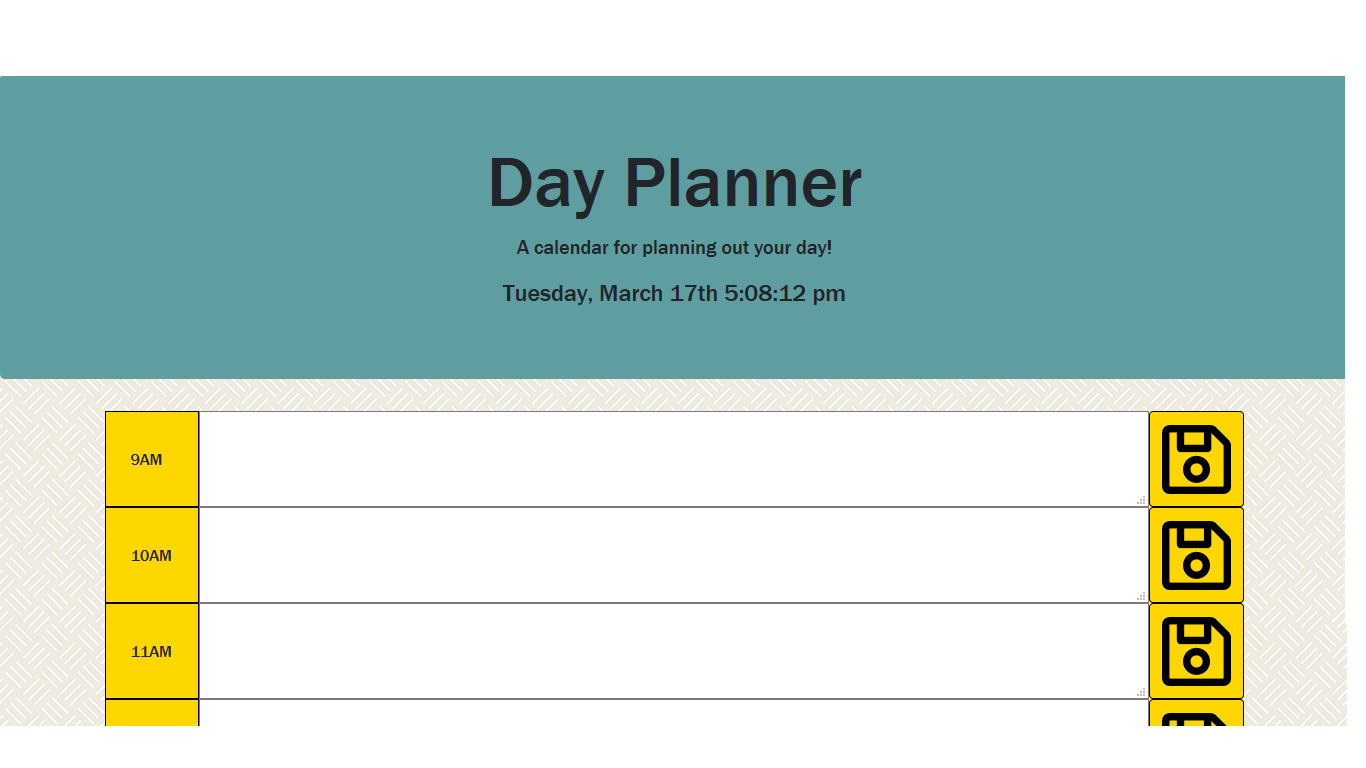 Day Planner
A calendar for planning out your day!
Tuesday, March 17th 5:08:12 pm
9AM
10AM
11AM